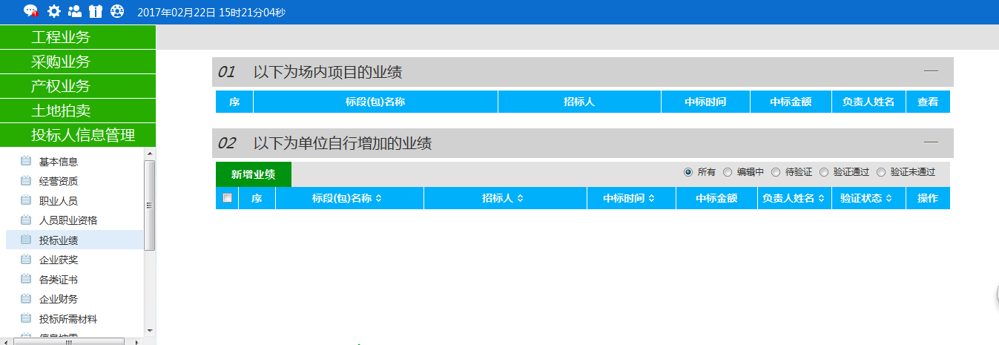 2017年02月22日 15时21分04秒
工程业务
采购业务
产权业务
土地拍卖
投标人信息管理
基本信息
经营资质
职业人员
人员职业资格
投标业绩
企业获奖
各类证书
企业财务
投标所需材料
01 以下为场内项目的业绩
序 标段(包)名称 招标人 中标时间 中标金额 负责人姓名 查看
02 以下为单位自行增加的业绩
新增业绩 所有 编辑中 待验证 验证通过 验证未通过
序 标段(包)名称 招标人 中标时间 中标金额 负责人姓名 验证状态 操作